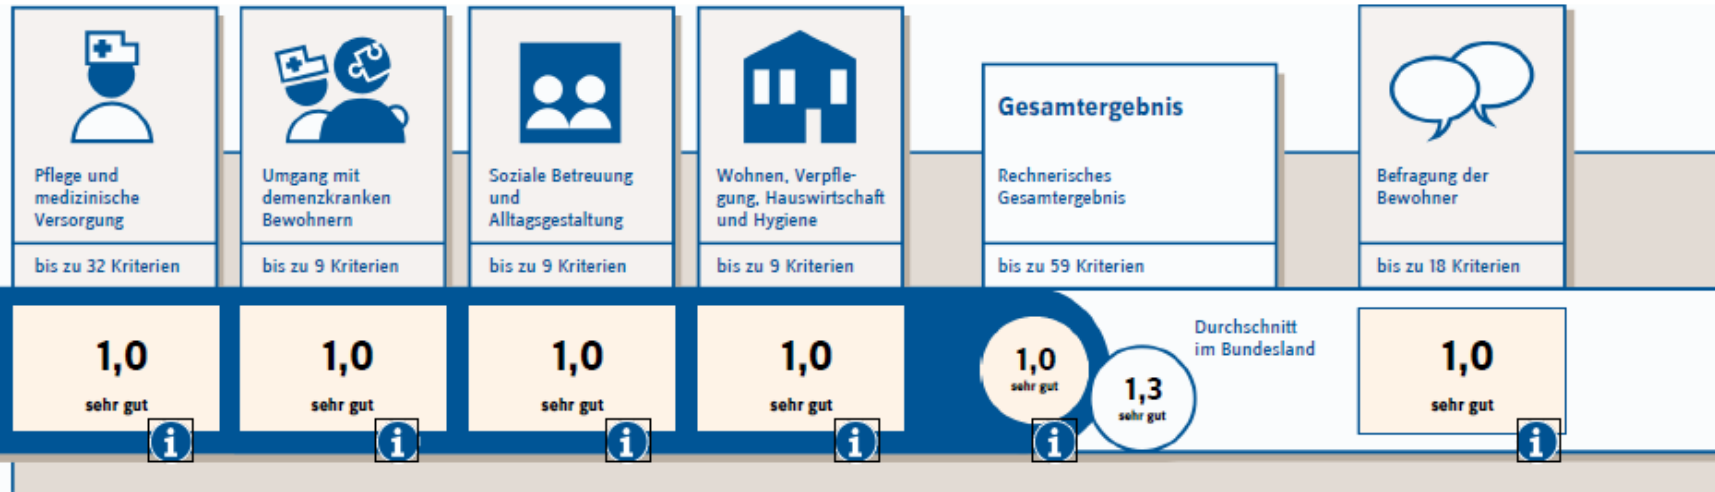 Pflege und
medizinische
Versorgung
bis zu 32 Kriterien
1,0
sehr gut
Umgang mit
demenzkranken
Bewohnern
bis zu 9 Kriterien
1,0
sehr gut
Soziale Betreuung
und
Alltagsgestaltung
bis zu 9 Kriterien
1,0
sehr gut
Wohnen, Verpfle-
gung, Hauswirtschaft
und Hygiene
bis zu 9 Kriterien
1,0
sehr gut
Gesamtergebnis
Rechnerisches
Gesamtergebnis
bis zu 59 Kriterien
1,0
sehr gut
1,3
sehr gut
Durchschnitt
im Bundesland
Befragung der
Bewohner
bis zu 18 Kriterien
1,0
sehr gut